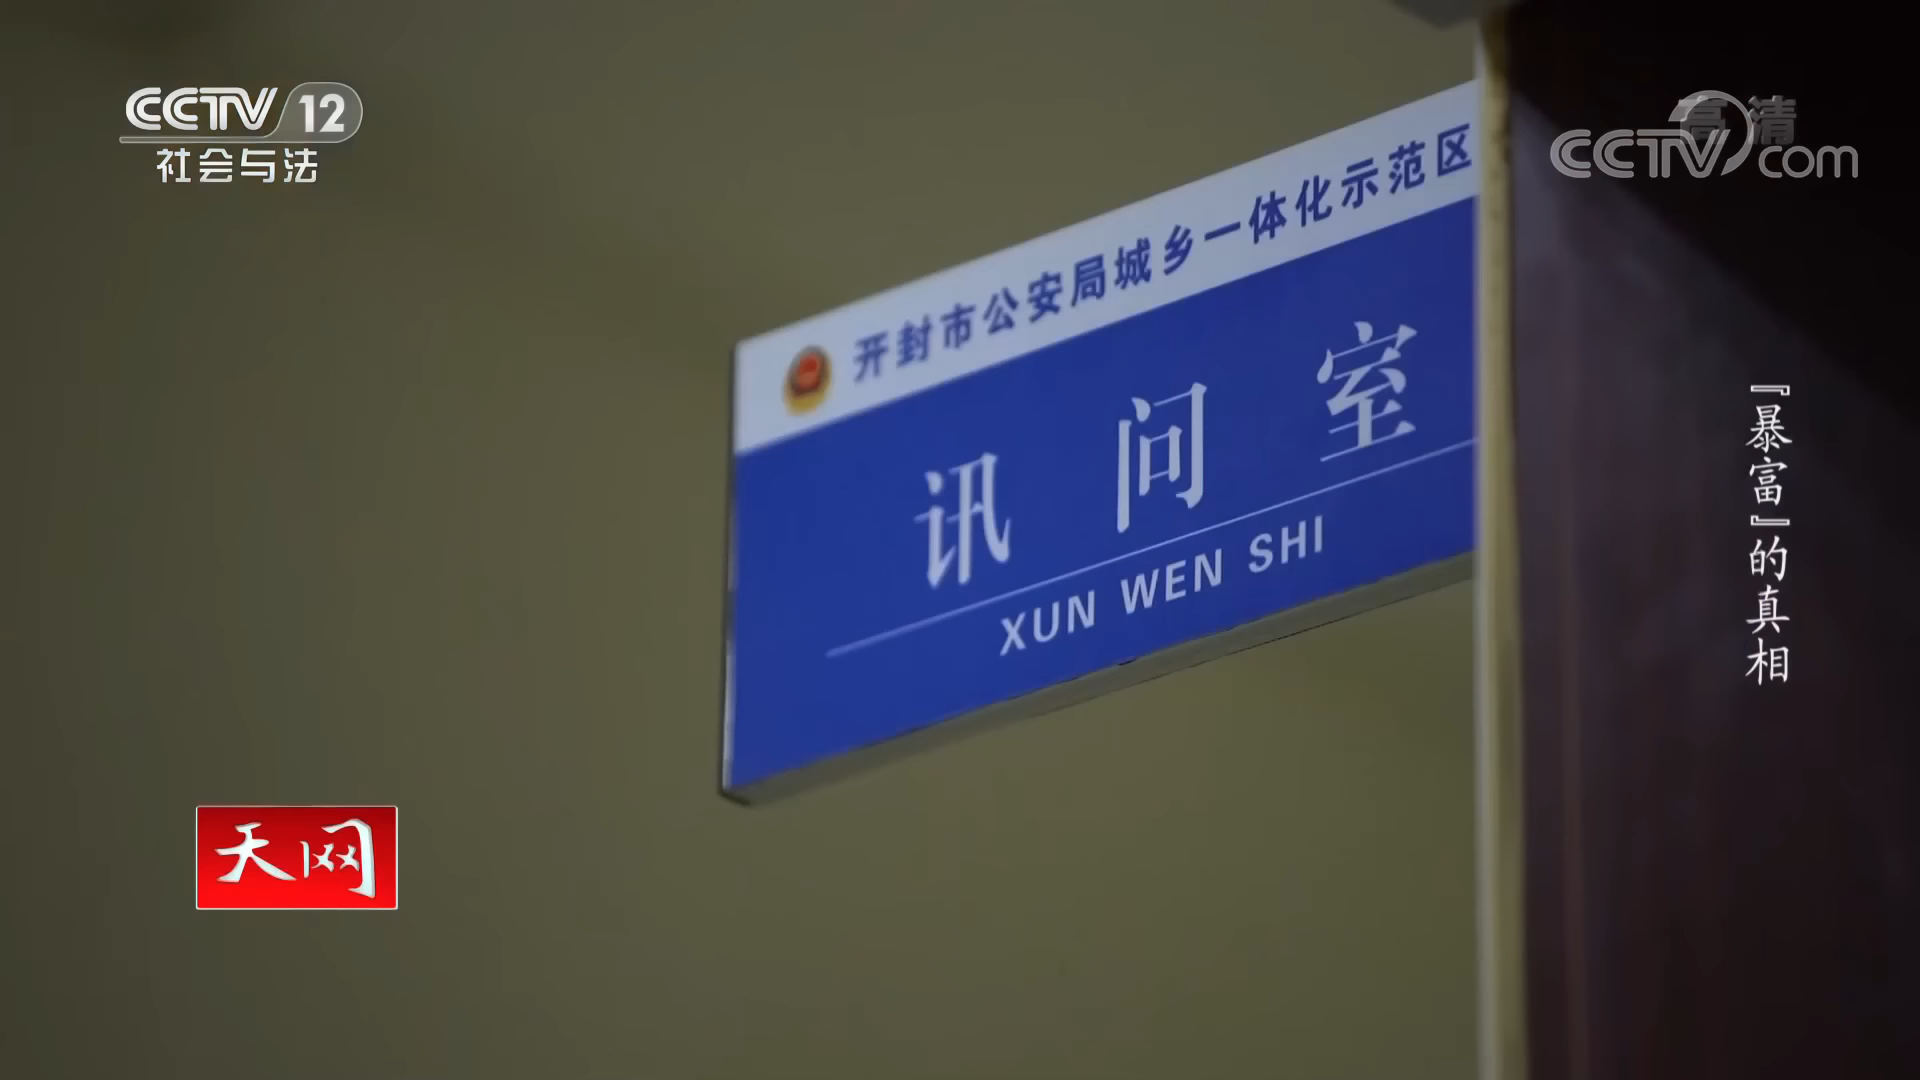 CCTV 12
社会与法
高清
CCTV.com
开封市公安局城乡一体化示范区
讯问室
XUN WEN SHI
『暴富』的真相
天网